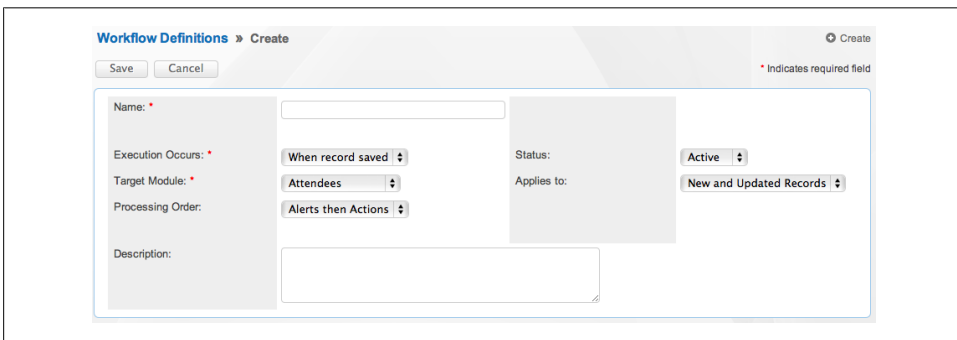 Workflow Definitions » Create
Create
Save Cancel
* Indicates required field
Name: *
Execution Occurs: * When record saved Status: Active
Target Module: * Attendees Applies to: New and Updated Records
Processing Order: Alerts then Actions
Description: